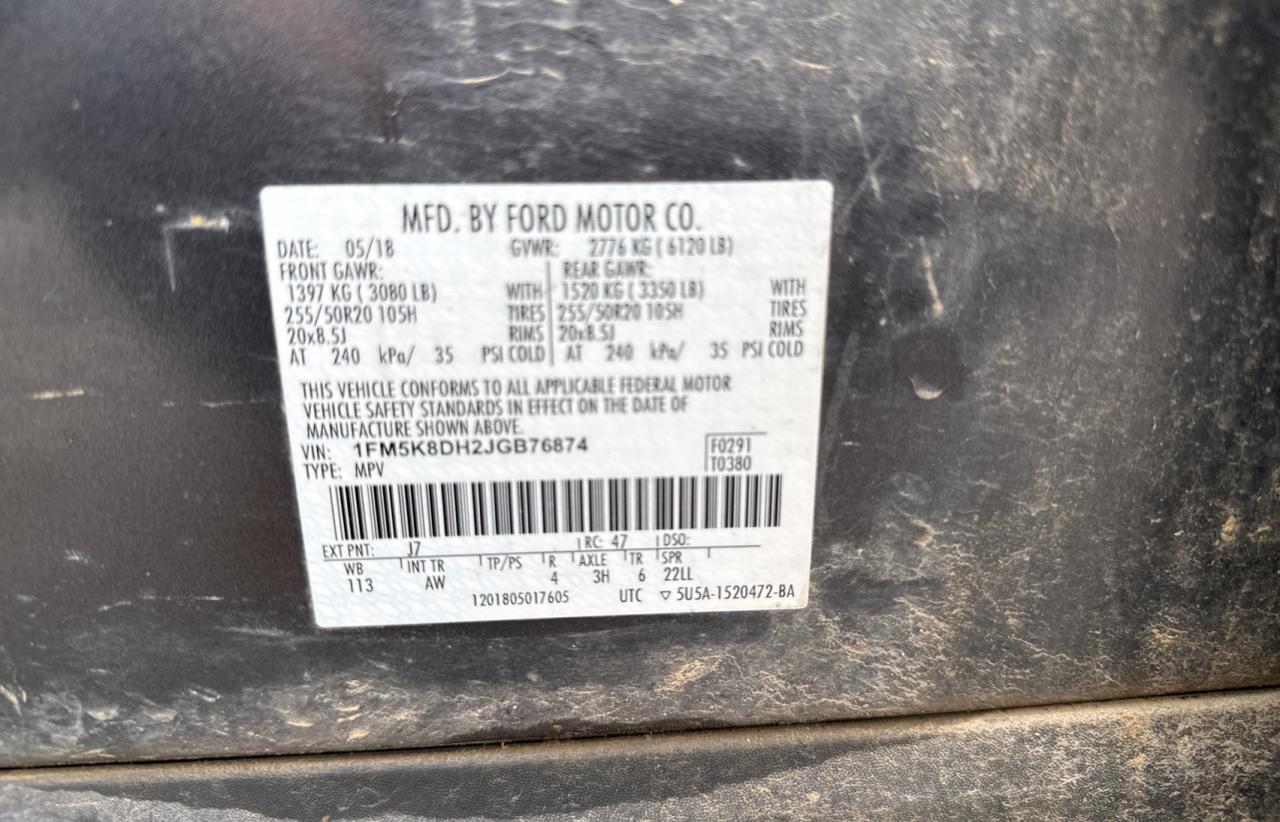 MFD. BY FORD MOTOR CO.
DATE: 05/18 GVWR: 2776 KG ( 6120 LB)
FRONT GAWR: REAR GAWR:
1397 KG ( 3080 LB) WITH 1520 KG ( 3350 LB) WITH
255/50R20 105H TIRES 255/50R20 105H TIRES
20x8.5J RIMS 20x8.5J RIMS
AT 240 kPa/ 35 PSI COLD AT 240 kPa/ 35 PSI COLD
THIS VEHICLE CONFORMS TO ALL APPLICABLE FEDERAL MOTOR
VEHICLE SAFETY STANDARDS IN EFFECT ON THE DATE OF
MANUFACTURE SHOWN ABOVE.
VIN: 1FM5K8DH2JGB76874 F0291
TYPE: MPV T0380
EXT PNT: J7 RC: 47 DSO:
WB INT TR TP/PS R AXLE TR SPR
113 AW 4 3H 6 22LL
1201805017605 UTC ▽ 5U5A-1520472-BA